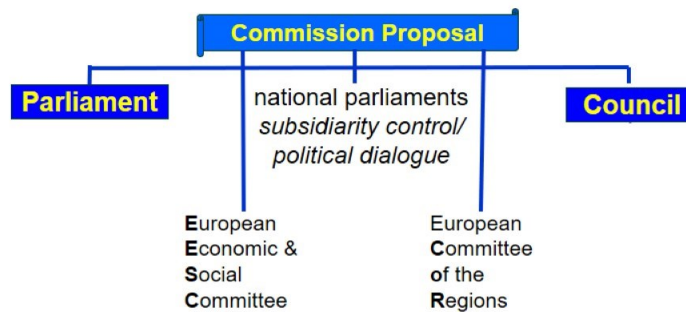 Commission Proposal
Parliament
national parliaments
subsidiarity control/
political dialogue
Council
European
Economic &
Social
Committee
European
Committee
of the
Regions